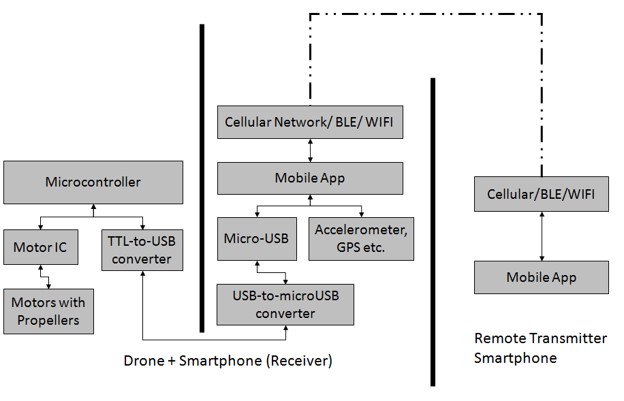 Cellular Network/ BLE/ WIFI
Microcontroller
Mobile App
Cellular/BLE/WIFI
Motor IC
TTL-to-USB
converter
Micro-USB
Accelerometer,
GPS etc.
Mobile App
Motors with
Propellers
USB-to-microUSB
converter
Drone + Smartphone (Receiver)
Remote Transmitter
Smartphone